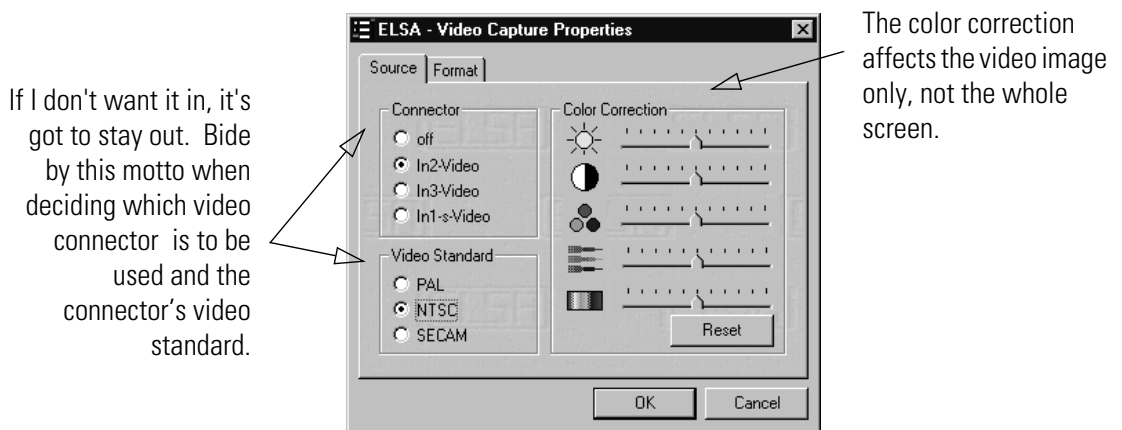 If I don't want it in, it's
got to stay out. Bide
by this motto when
deciding which video
connector is to be
used and the
connector’s video
standard.
ELSA - Video Capture Properties
Source
Format
Connector
off
In2-Video
In3-Video
In1-s-Video
Video Standard
PAL
NTSC
SECAM
Color Correction
Reset
OK
Cancel
The color correction
affects the video image
only, not the whole
screen.